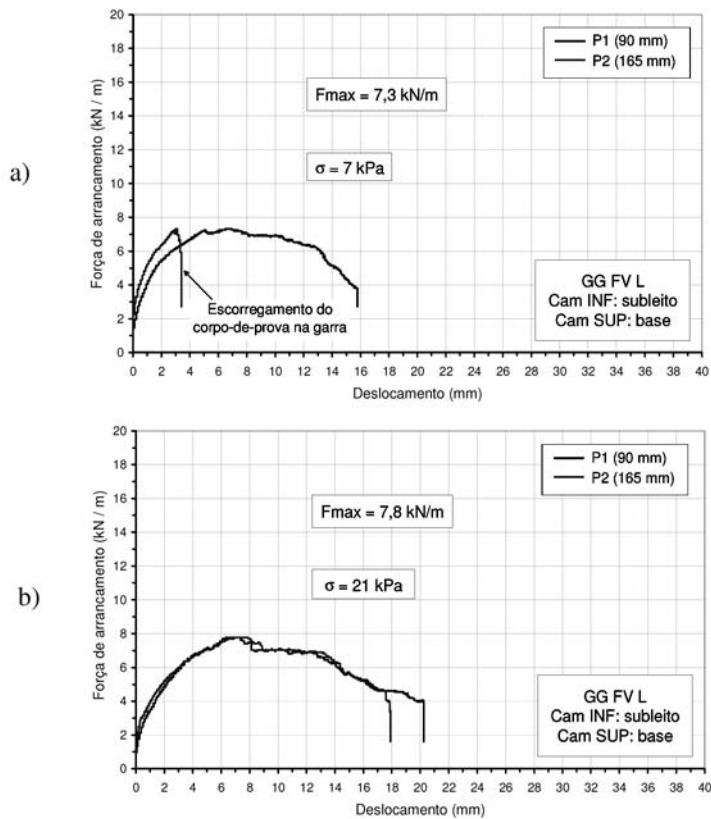 a)
Força de arrancamento (kN / m)
20
18
16
14
12
10
8
6
4
2
0
P1 (90 mm)
P2 (165 mm)
Fmax = 7,3 kN/m
σ = 7 kPa
Escorregamento do
corpo-de-prova na garra
GG FV L
Cam INF: subleito
Cam SUP: base
0 2 4 6 8 10 12 14 16 18 20 22 24 26 28 30 32 34 36 38 40
Deslocamento (mm)
b)
Força de arrancamento (kN / m)
20
18
16
14
12
10
8
6
4
2
0
P1 (90 mm)
P2 (165 mm)
Fmax = 7,8 kN/m
σ = 21 kPa
GG FV L
Cam INF: subleito
Cam SUP: base
0 2 4 6 8 10 12 14 16 18 20 22 24 26 28 30 32 34 36 38 40
Deslocamento (mm)